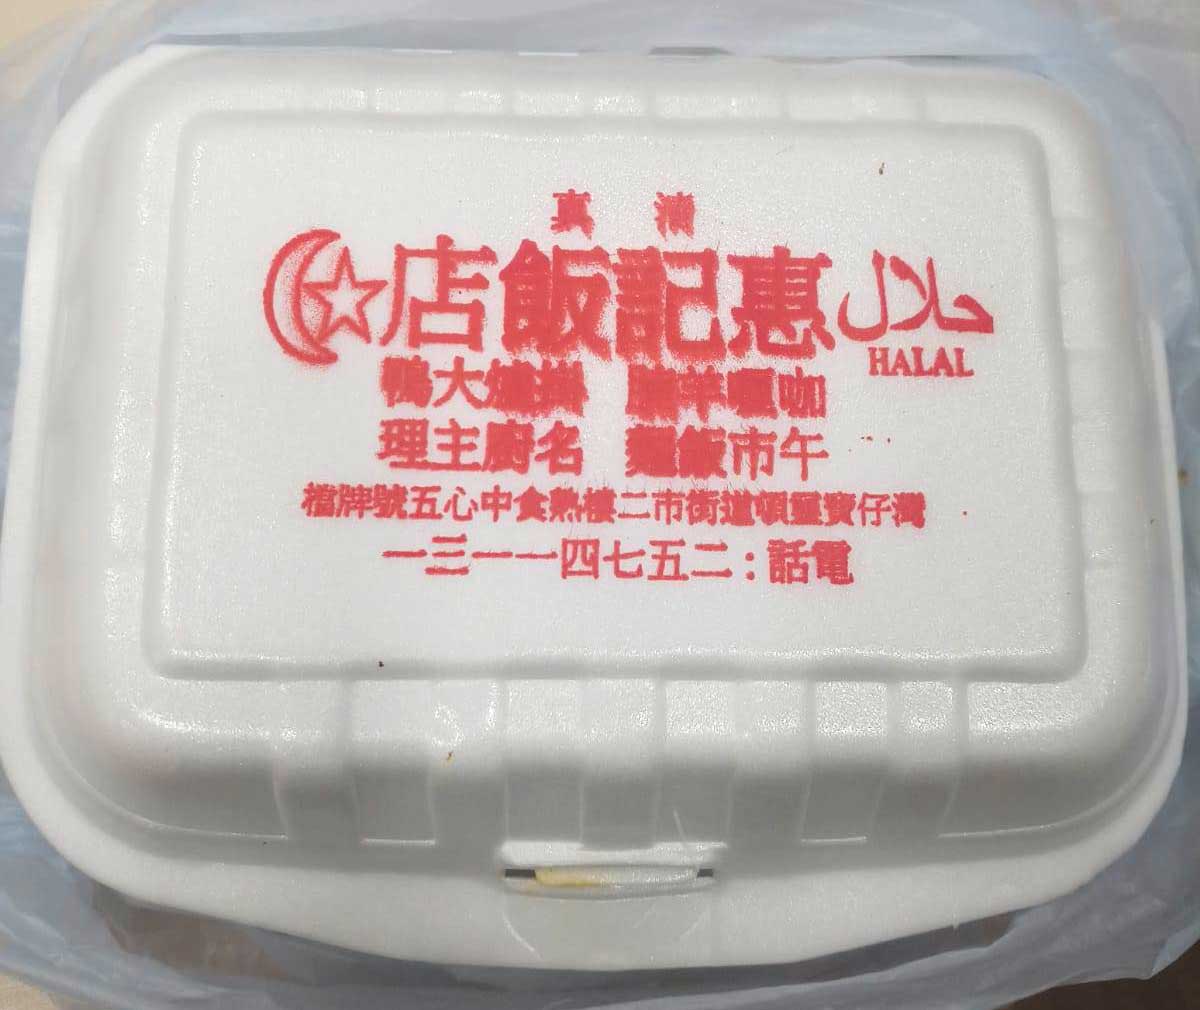 清真
惠記飯店
حلال
HALAL
咖喱羊腩 掛爐大鴨
午市飯麵 名廚主理
灣仔寶靈頓道街市二樓熟食中心五號牌檔
電話:二五七四一一三一